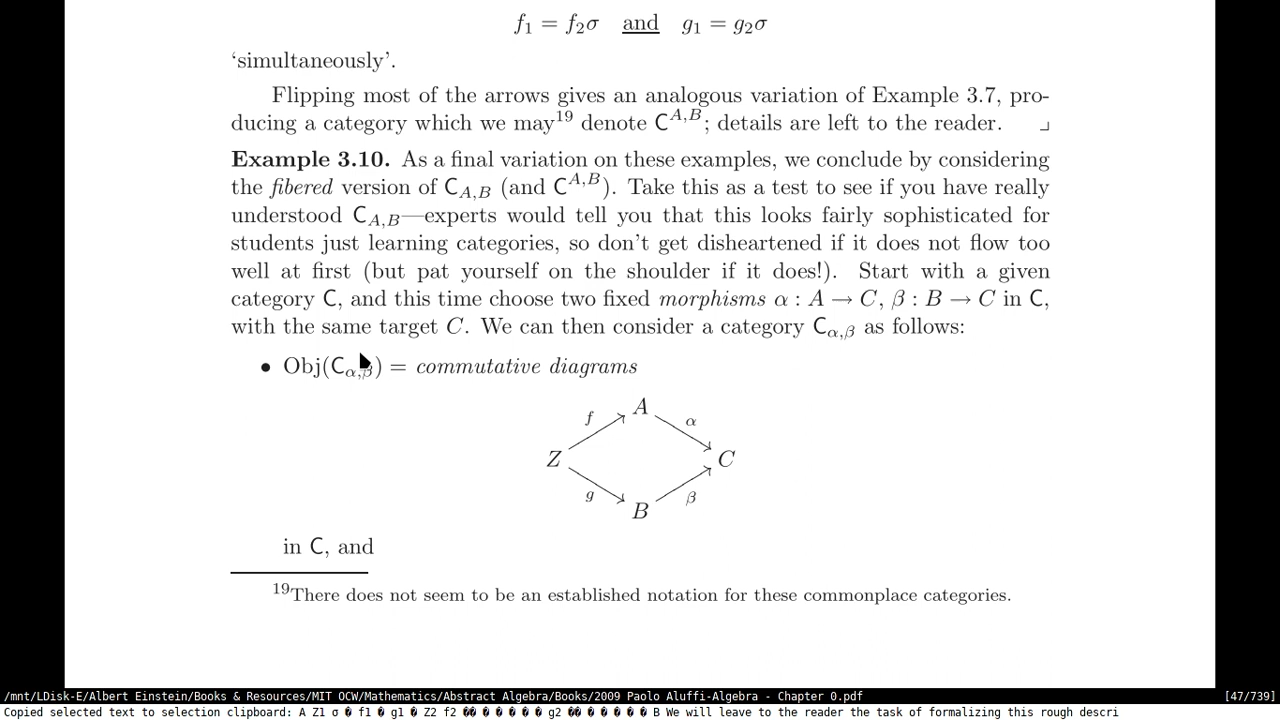 f₁ = f₂σ and g₁ = g₂σ
‘simultaneously’.
Flipping most of the arrows gives an analogous variation of Example 3.7, pro-
ducing a category which we may¹⁹ denote C^{A,B}; details are left to the reader. ⌟
Example 3.10. As a final variation on these examples, we conclude by considering
the fibered version of C_{A,B} (and C^{A,B}). Take this as a test to see if you have really
understood C_{A,B}—experts would tell you that this looks fairly sophisticated for
students just learning categories, so don’t get disheartened if it does not flow too
well at first (but pat yourself on the shoulder if it does!). Start with a given
category C, and this time choose two fixed morphisms α : A → C, β : B → C in C,
with the same target C. We can then consider a category C_{α,β} as follows:
• Obj(C_{α,β}) = commutative diagrams
A
f α
Z C
g β
B
in C, and
¹⁹There does not seem to be an established notation for these commonplace categories.
/mnt/LDisk-E/Albert Einstein/Books & Resources/MIT OCW/Mathematics/Abstract Algebra/Books/2009 Paolo Aluffi-Algebra - Chapter 0.pdf [47/739]
Copied selected text to selection clipboard: A Z1 σ � f1 � g1 � Z2 f2 �� � � � � � g2 �� � � � � � B We will leave to the reader the task of formalizing this rough descri